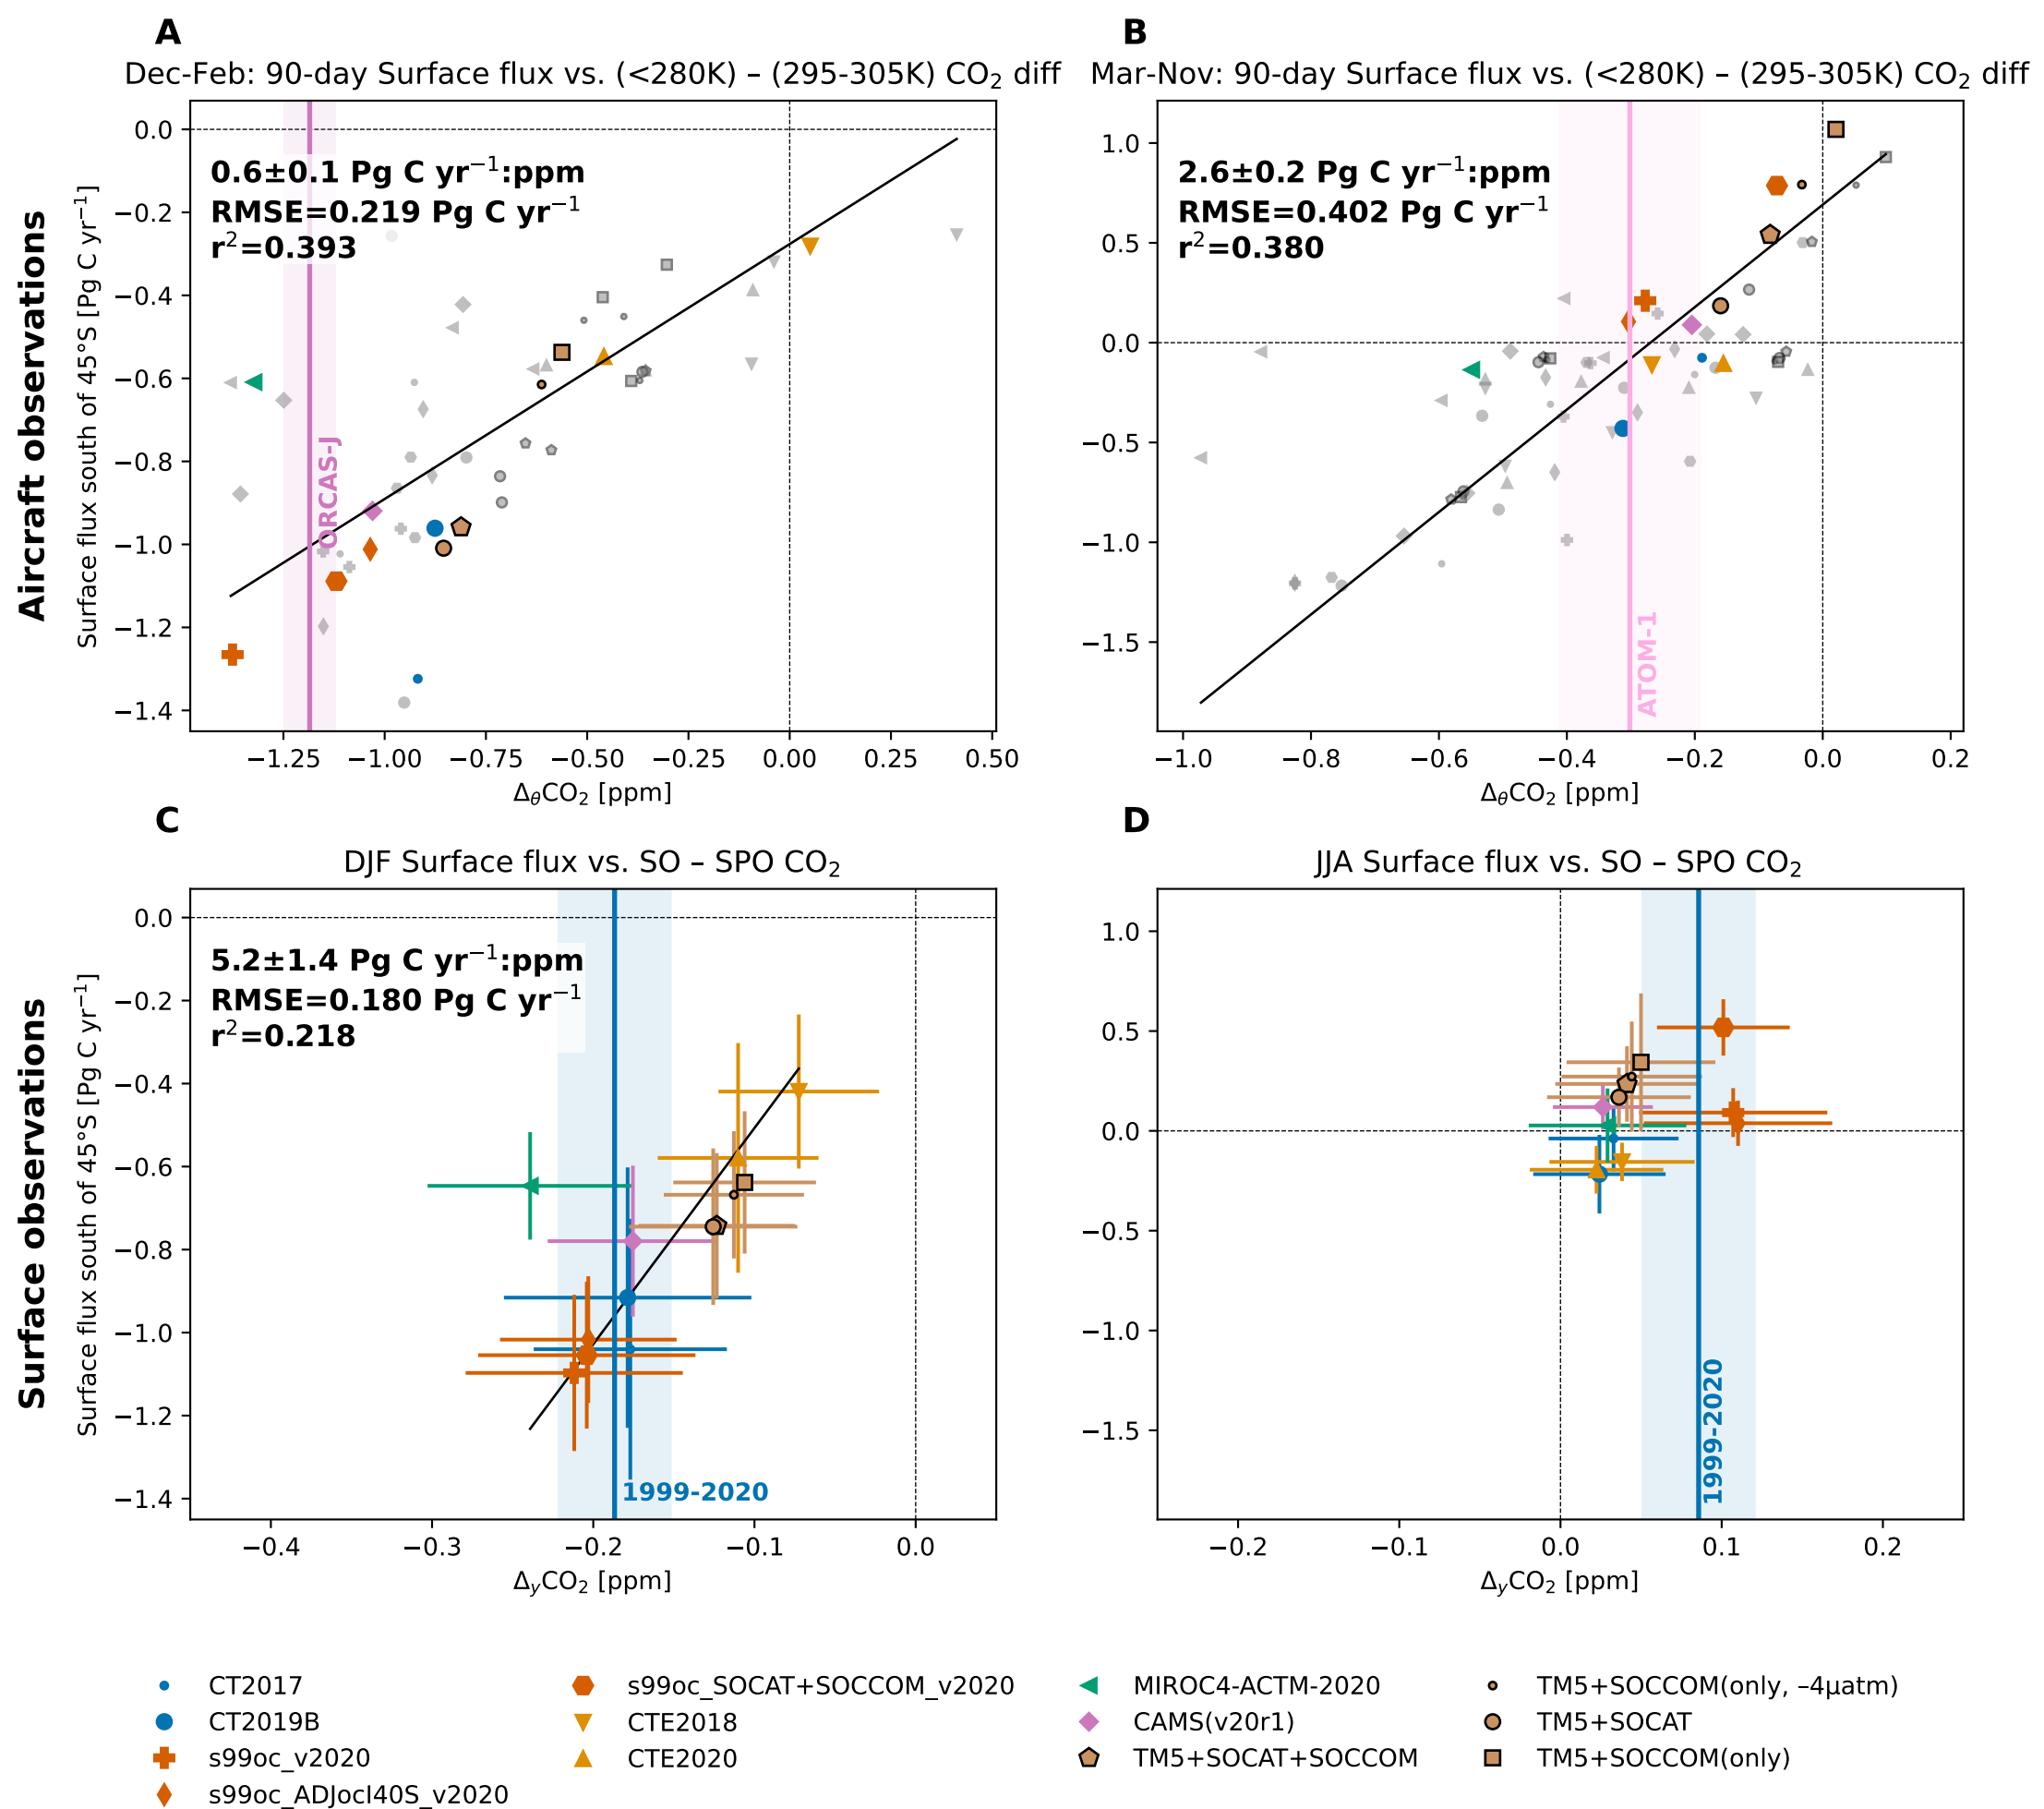 A
Dec-Feb: 90-day Surface flux vs. (<280K) – (295-305K) CO₂ diff
0.0
−0.2
−0.4
−0.6
−0.8
−1.0
−1.2
−1.4
Surface flux south of 45°S [Pg C yr⁻¹]
Aircraft observations
0.6±0.1 Pg C yr⁻¹:ppm
RMSE=0.219 Pg C yr⁻¹
r²=0.393
ORCAS-J
−1.25 −1.00 −0.75 −0.50 −0.25 0.00 0.25 0.50
Δ_θCO₂ [ppm]
B
Mar-Nov: 90-day Surface flux vs. (<280K) – (295-305K) CO₂ diff
1.0
0.5
0.0
−0.5
−1.0
−1.5
2.6±0.2 Pg C yr⁻¹:ppm
RMSE=0.402 Pg C yr⁻¹
r²=0.380
ATOM-1
−1.0 −0.8 −0.6 −0.4 −0.2 0.0 0.2
Δ_θCO₂ [ppm]
C
DJF Surface flux vs. SO – SPO CO₂
0.0
−0.2
−0.4
−0.6
−0.8
−1.0
−1.2
−1.4
Surface flux south of 45°S [Pg C yr⁻¹]
Surface observations
5.2±1.4 Pg C yr⁻¹:ppm
RMSE=0.180 Pg C yr⁻¹
r²=0.218
1999-2020
−0.4 −0.3 −0.2 −0.1 0.0
Δ_yCO₂ [ppm]
D
JJA Surface flux vs. SO – SPO CO₂
1.0
0.5
0.0
−0.5
−1.0
−1.5
1999-2020
−0.2 −0.1 0.0 0.1 0.2
Δ_yCO₂ [ppm]
CT2017
CT2019B
s99oc_v2020
s99oc_ADJocI40S_v2020
s99oc_SOCAT+SOCCOM_v2020
CTE2018
CTE2020
MIROC4-ACTM-2020
CAMS(v20r1)
TM5+SOCAT+SOCCOM
TM5+SOCCOM(only, –4μatm)
TM5+SOCAT
TM5+SOCCOM(only)